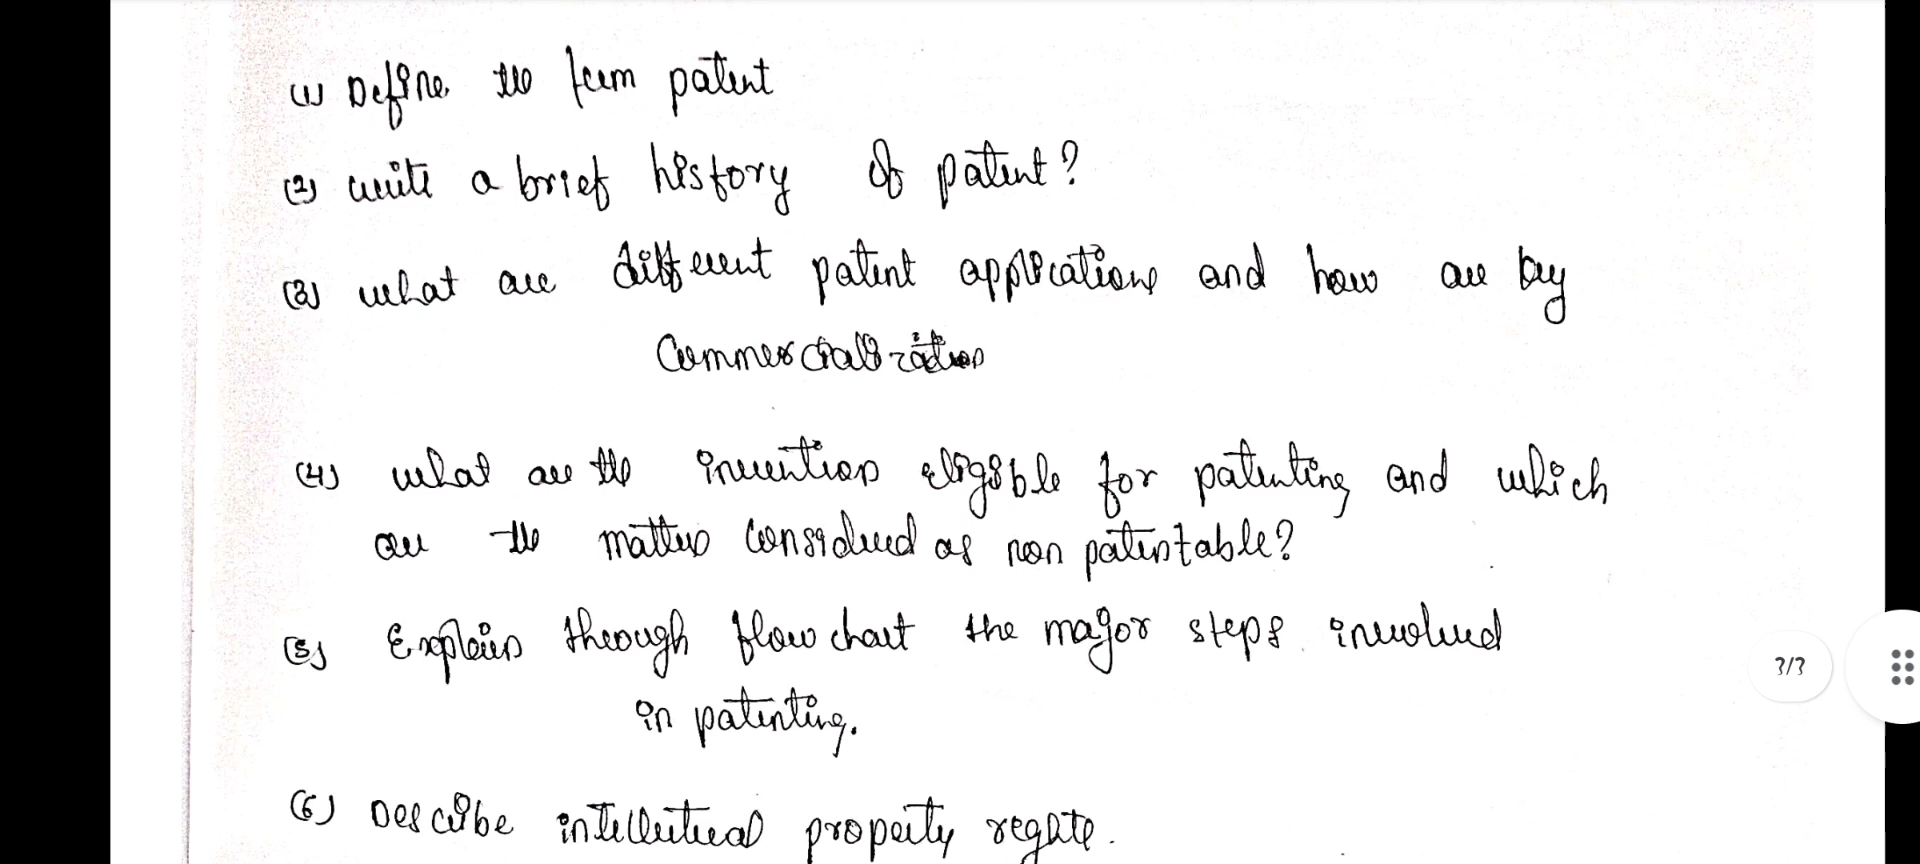 (1) Define the term patent
(2) write a brief history of patent?
(3) what are different patent applications and how are by
Commercialization
(4) what are the invention eligible for patenting and which
are the matters considered as non patentable?
(5) Explain through flow chart the major steps involved
in patenting.
3/3
(6) Describe intellectual property